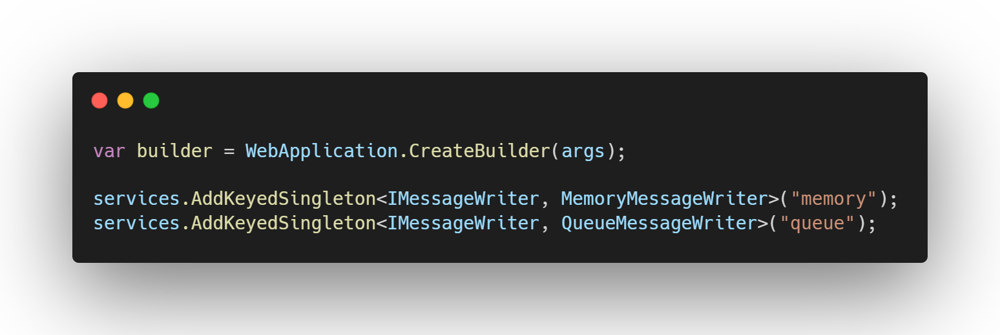 var builder = WebApplication.CreateBuilder(args);
services.AddKeyedSingleton<IMessageWriter, MemoryMessageWriter>("memory");
services.AddKeyedSingleton<IMessageWriter, QueueMessageWriter>("queue");